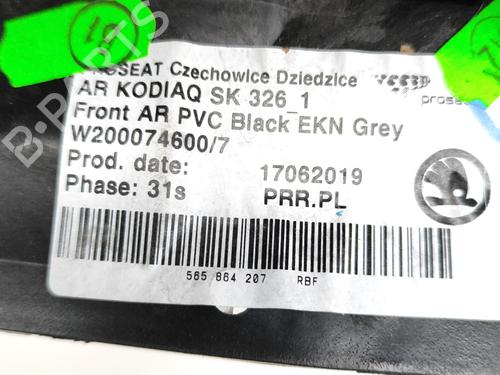 PROSEAT Czechowice Dziedzice
proseat
AR KODIAQ SK 326_1
Front AR PVC Black EKN Grey
W200074600/7
Prod. date: 17062019
Phase: 31s PRR.PL
565 864 207 RBF